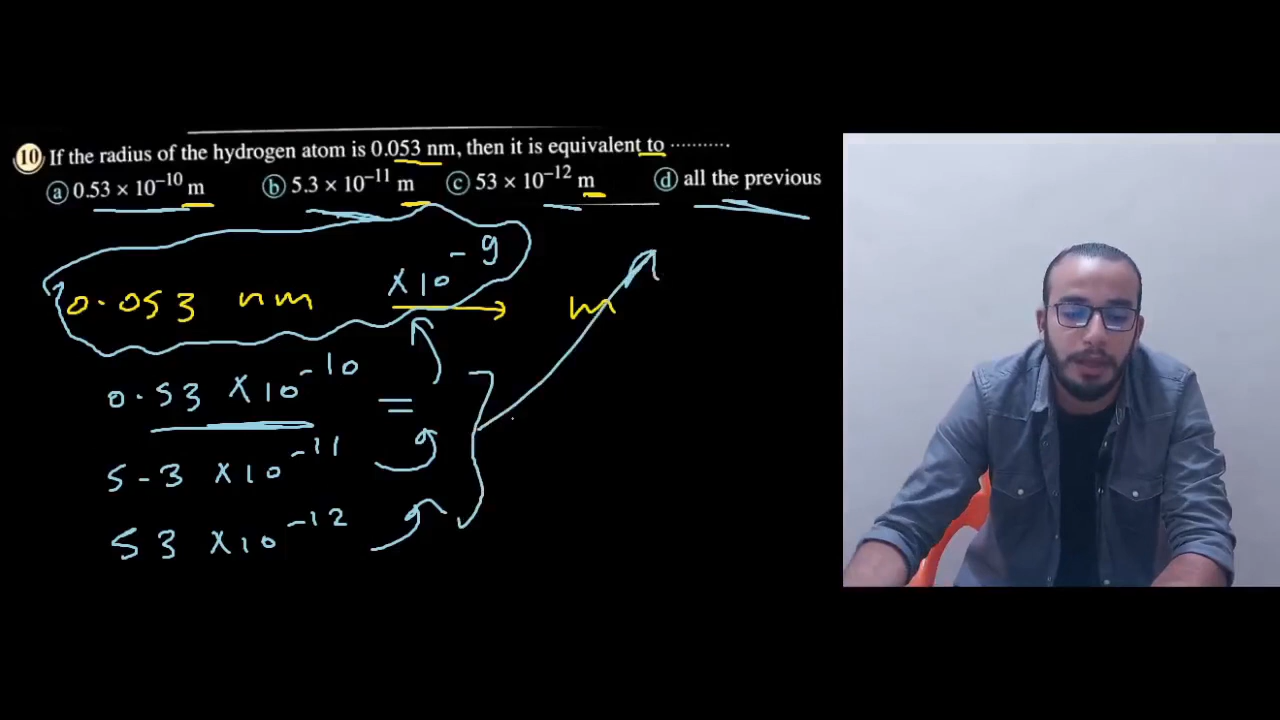 10 If the radius of the hydrogen atom is 0.053 nm, then it is equivalent to ..........
a 0.53 × 10⁻¹⁰ m b 5.3 × 10⁻¹¹ m c 53 × 10⁻¹² m d all the previous
0.053 nm ×10⁻⁹ m
0.53 ×10⁻¹⁰ =
5-3 ×10⁻¹¹
53 ×10⁻¹²